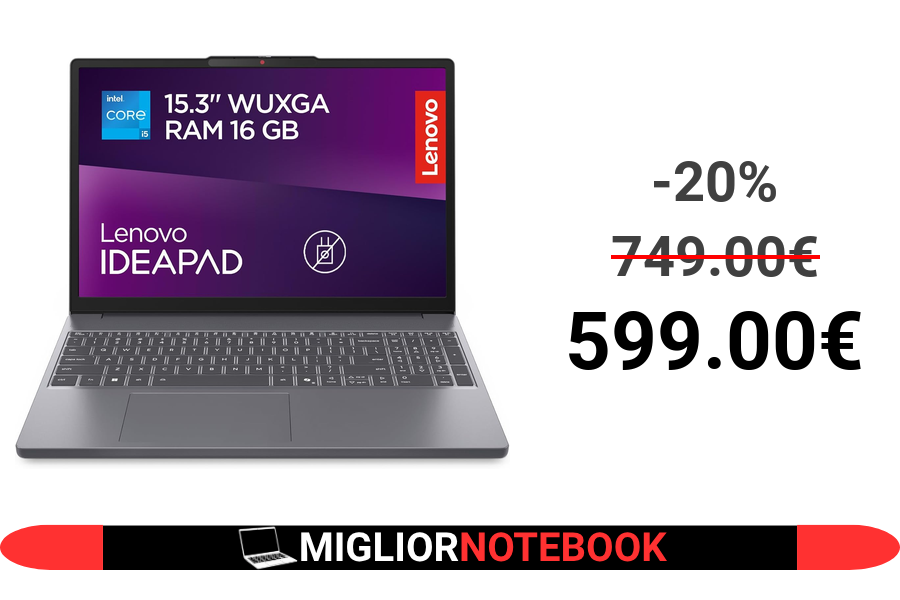 intel
CORE
i5
15.3" WUXGA
RAM 16 GB
Lenovo
Lenovo
IDEAPAD
-20%
749.00€
599.00€
MIGLIORNOTEBOOK